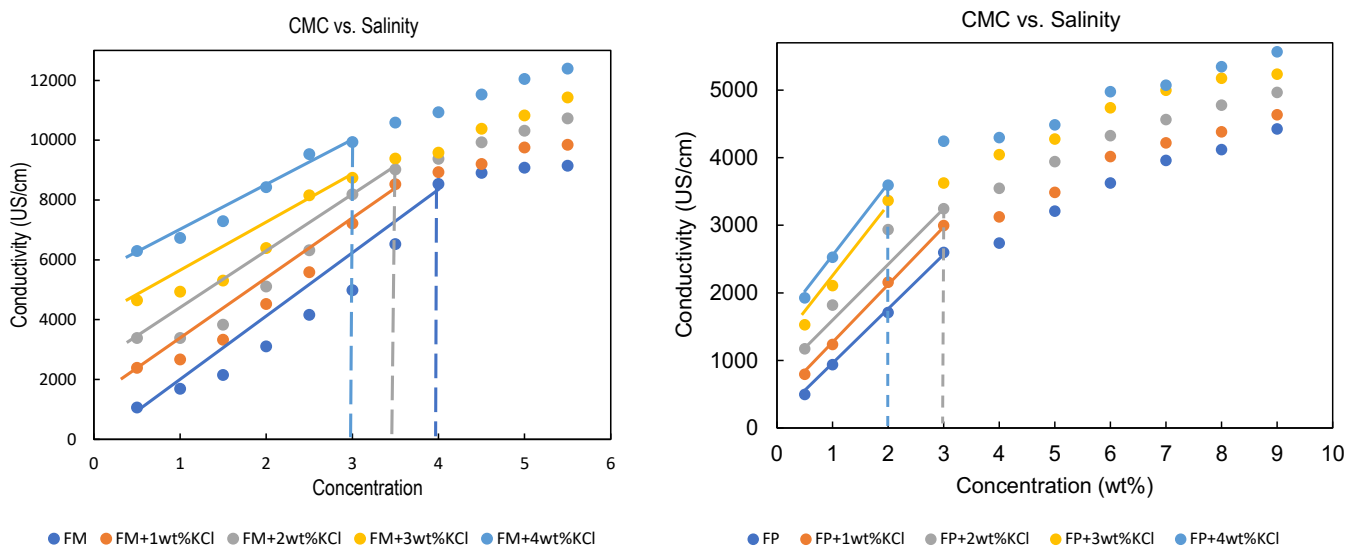 CMC vs. Salinity
Conductivity (US/cm)
12000
10000
8000
6000
4000
2000
0
0 1 2 3 4 5 6
Concentration
FM FM+1wt%KCl FM+2wt%KCl FM+3wt%KCl FM+4wt%KCl
CMC vs. Salinity
Conductivity (US/cm)
5000
4000
3000
2000
1000
0
0 1 2 3 4 5 6 7 8 9 10
Concentration (wt%)
FP FP+1wt%KCl FP+2wt%KCl FP+3wt%KCl FP+4wt%KCl